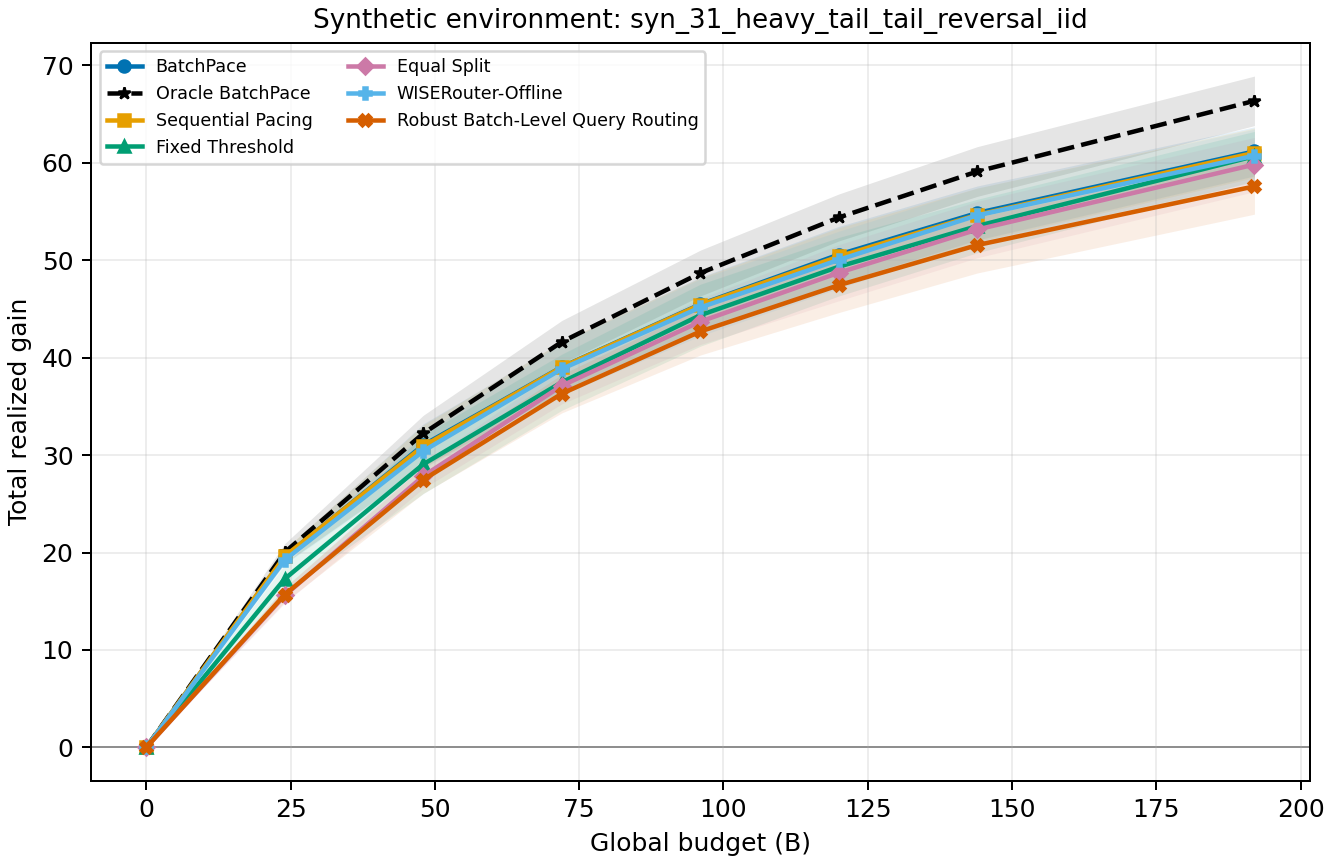 Synthetic environment: syn_31_heavy_tail_tail_reversal_iid
BatchPace
Oracle BatchPace
Sequential Pacing
Fixed Threshold
Equal Split
WISERouter-Offline
Robust Batch-Level Query Routing
Total realized gain
70
60
50
40
30
20
10
0
0 25 50 75 100 125 150 175 200
Global budget (B)